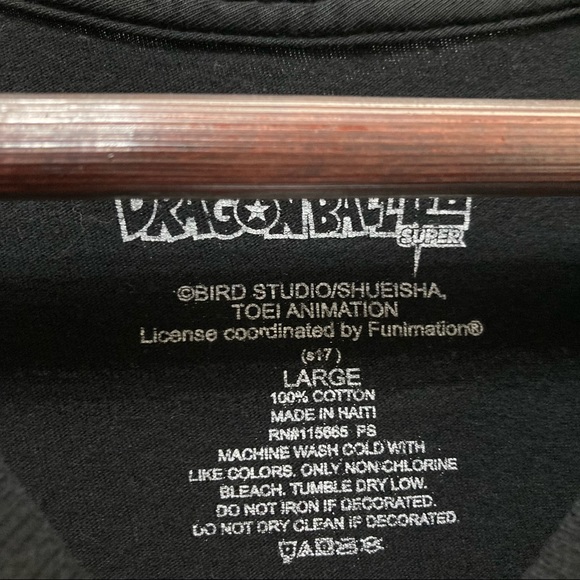 DRAGON BALL
SUPER
©BIRD STUDIO/SHUEISHA,
TOEI ANIMATION
License coordinated by Funimation®
(s17)
LARGE
100% COTTON
MADE IN HAITI
RN#115665 PS
MACHINE WASH COLD WITH
LIKE COLORS. ONLY NON-CHLORINE
BLEACH. TUMBLE DRY LOW.
DO NOT IRON IF DECORATED.
DO NOT DRY CLEAN IF DECORATED.